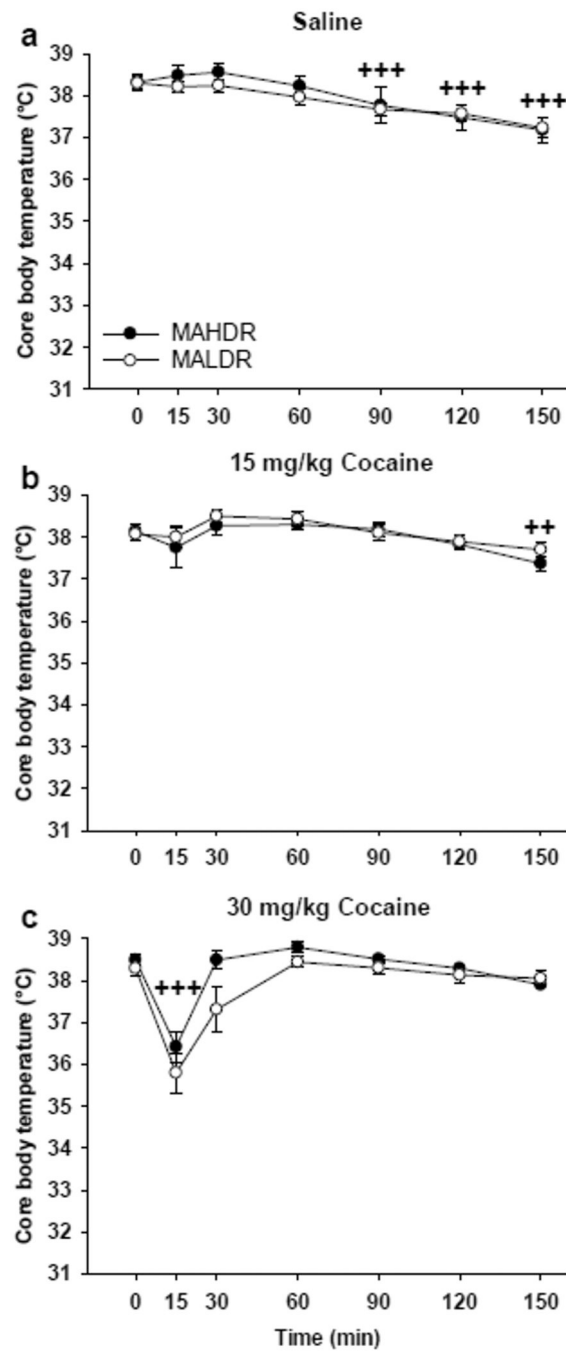 a
Saline
Core body temperature (°C)
39
38
37
36
35
34
33
32
31
+++
+++
+++
MAHDR
MALDR
0 15 30 60 90 120 150
b
15 mg/kg Cocaine
Core body temperature (°C)
39
38
37
36
35
34
33
32
31
++
0 15 30 60 90 120 150
c
30 mg/kg Cocaine
Core body temperature (°C)
39
38
37
36
35
34
33
32
31
+++
0 15 30 60 90 120 150
Time (min)